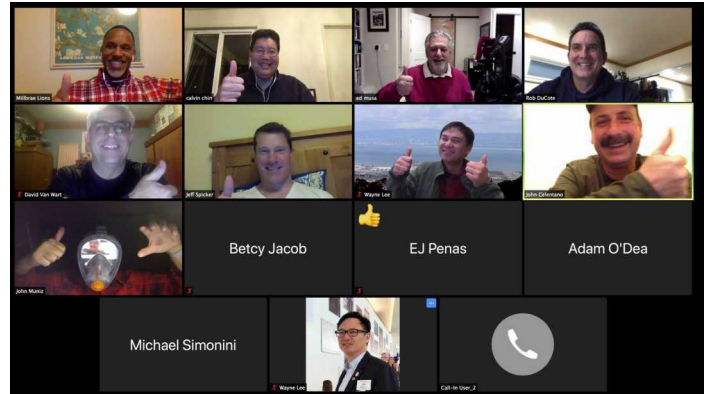 Millbrae Lions
calvin chin
ed musa
Rob DuCote
David Van Wart
Jeff Spicker
Wayne Lee
John Celentano
John Muniz
Betcy Jacob
EJ Penas
Adam O'Dea
Michael Simonini
Wayne Lee
Call-In User_2